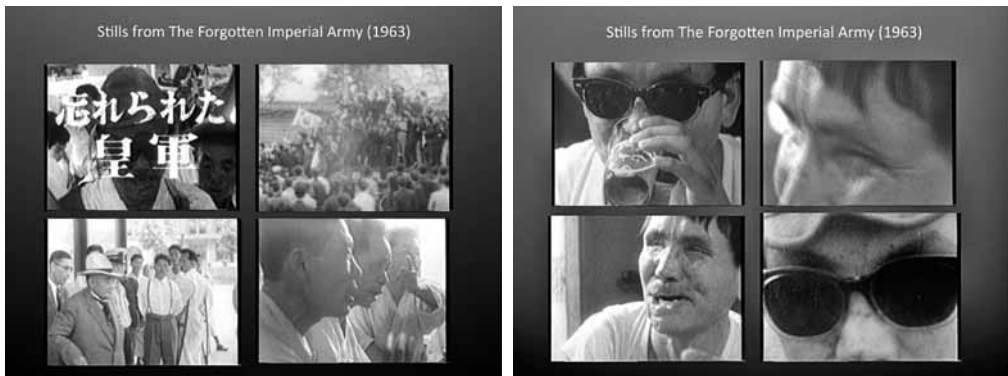 Stills from The Forgotten Imperial Army (1963)
忘れられた
皇軍
Stills from The Forgotten Imperial Army (1963)